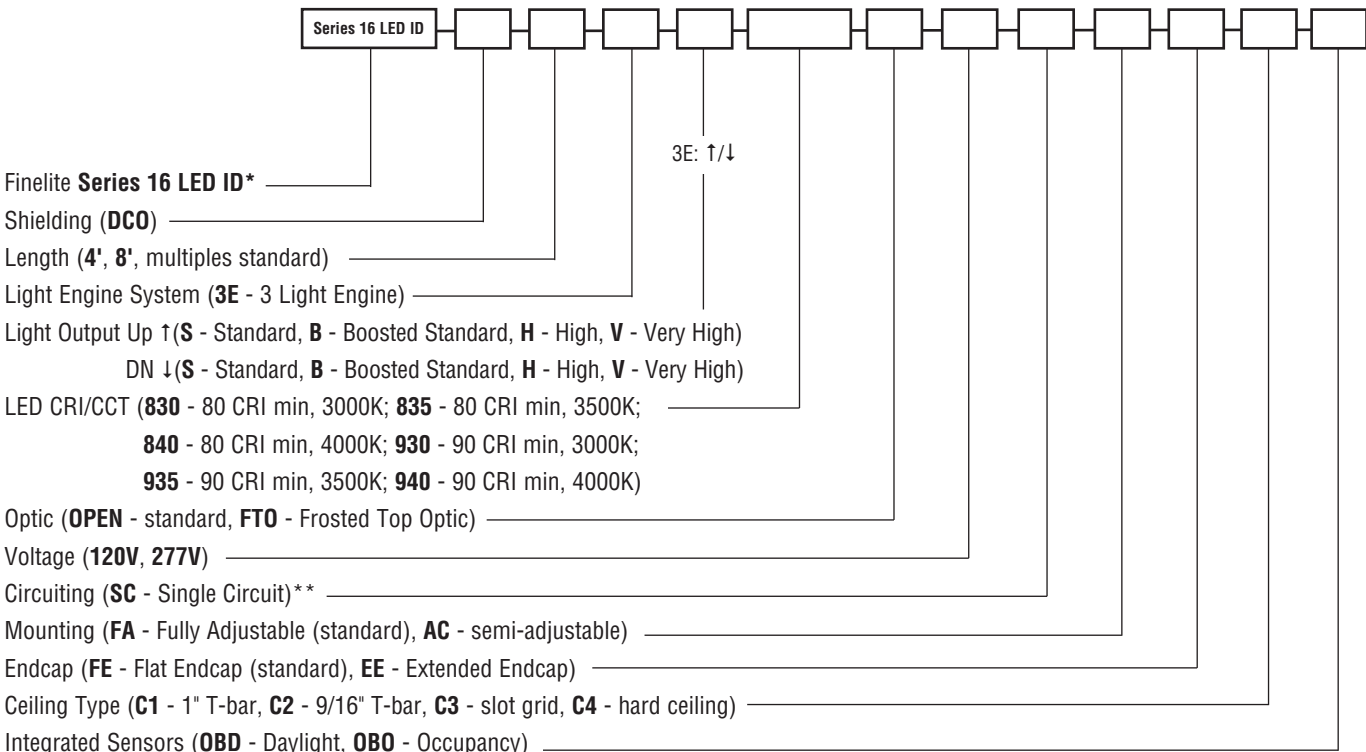 Series 16 LED ID
3E: ↑/↓
Finelite Series 16 LED ID*
Shielding (DCO)
Length (4', 8', multiples standard)
Light Engine System (3E - 3 Light Engine)
Light Output Up ↑(S - Standard, B - Boosted Standard, H - High, V - Very High)
DN ↓(S - Standard, B - Boosted Standard, H - High, V - Very High)
LED CRI/CCT (830 - 80 CRI min, 3000K; 835 - 80 CRI min, 3500K;
840 - 80 CRI min, 4000K; 930 - 90 CRI min, 3000K;
935 - 90 CRI min, 3500K; 940 - 90 CRI min, 4000K)
Optic (OPEN - standard, FTO - Frosted Top Optic)
Voltage (120V, 277V)
Circuiting (SC - Single Circuit)**
Mounting (FA - Fully Adjustable (standard), AC - semi-adjustable)
Endcap (FE - Flat Endcap (standard), EE - Extended Endcap)
Ceiling Type (C1 - 1" T-bar, C2 - 9/16" T-bar, C3 - slot grid, C4 - hard ceiling)
Integrated Sensors (OBD - Daylight, OBO - Occupancy)